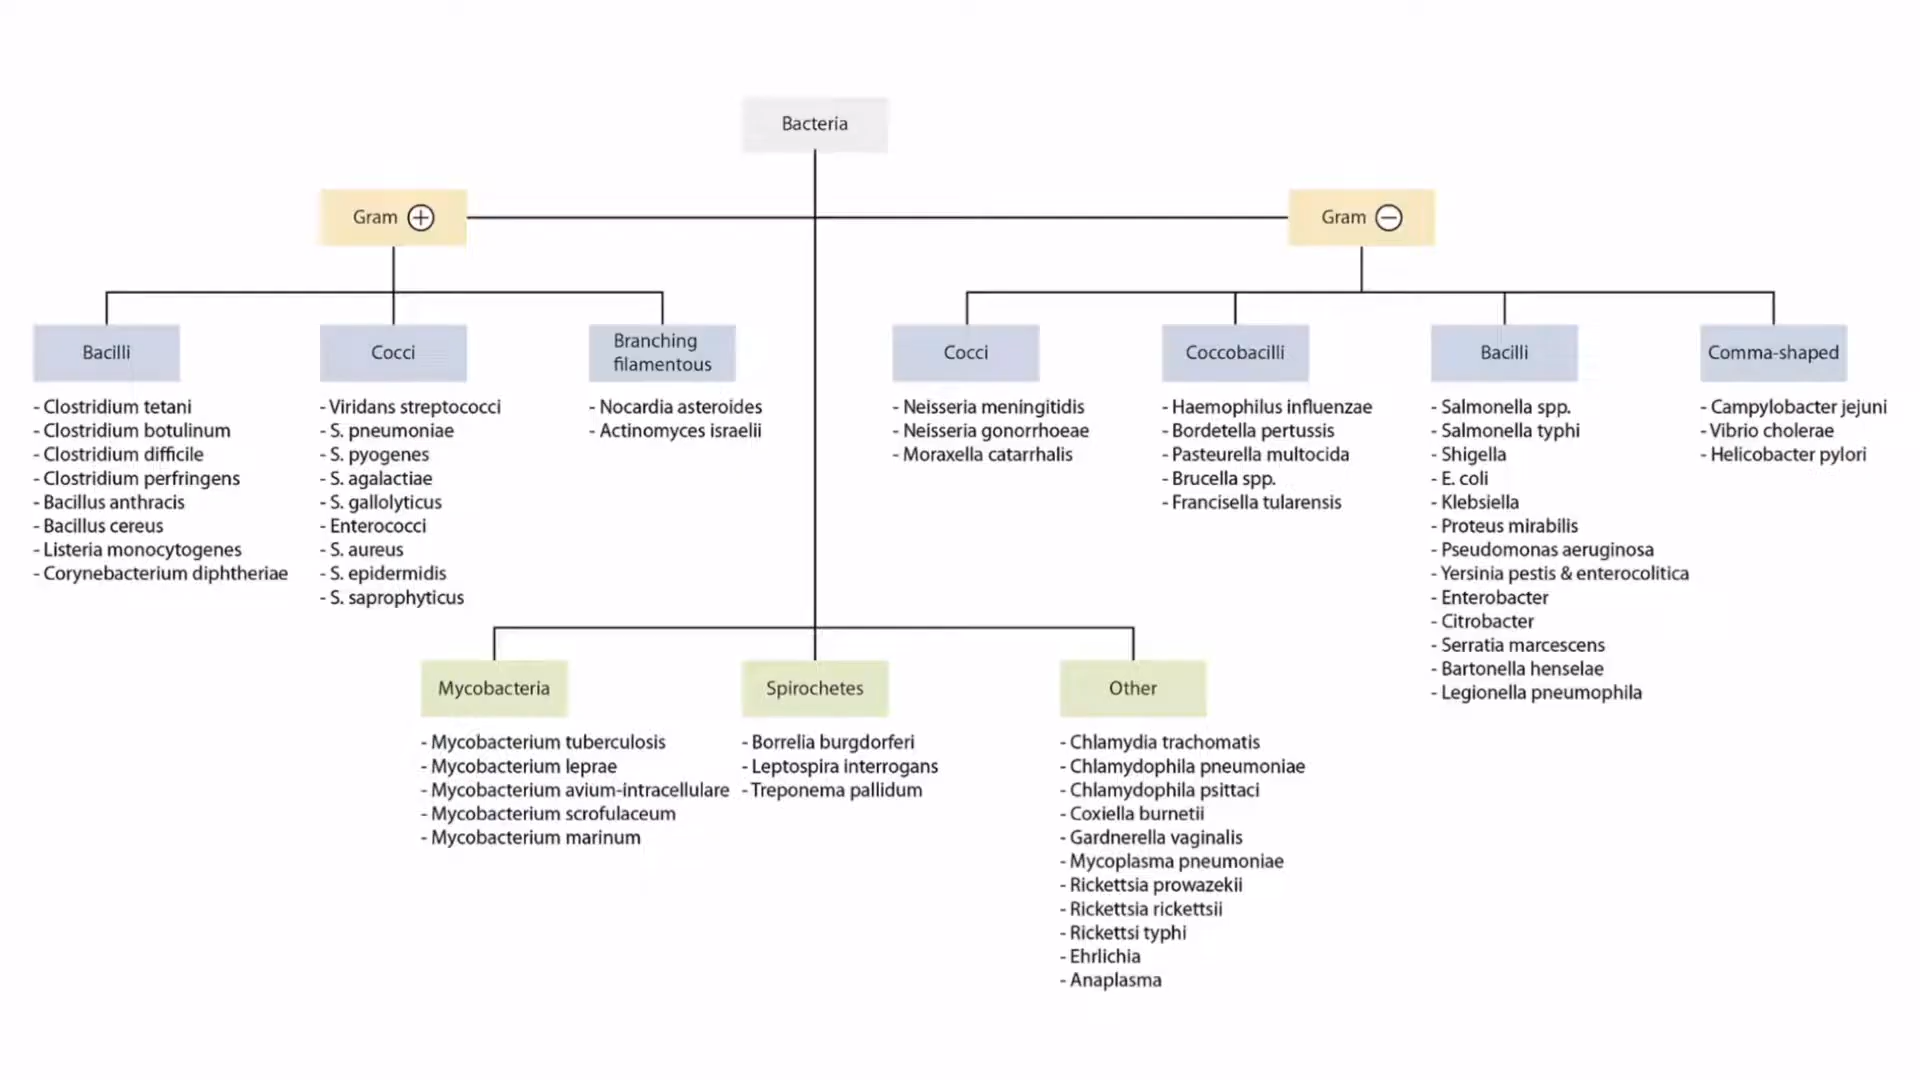 Bacteria
Gram +
Gram −
Bacilli
- Clostridium tetani
- Clostridium botulinum
- Clostridium difficile
- Clostridium perfringens
- Bacillus anthracis
- Bacillus cereus
- Listeria monocytogenes
- Corynebacterium diphtheriae
Cocci
- Viridans streptococci
- S. pneumoniae
- S. pyogenes
- S. agalactiae
- S. gallolyticus
- Enterococci
- S. aureus
- S. epidermidis
- S. saprophyticus
Branching
filamentous
- Nocardia asteroides
- Actinomyces israelii
Cocci
- Neisseria meningitidis
- Neisseria gonorrhoeae
- Moraxella catarrhalis
Coccobacilli
- Haemophilus influenzae
- Bordetella pertussis
- Pasteurella multocida
- Brucella spp.
- Francisella tularensis
Bacilli
- Salmonella spp.
- Salmonella typhi
- Shigella
- E. coli
- Klebsiella
- Proteus mirabilis
- Pseudomonas aeruginosa
- Yersinia pestis & enterocolitica
- Enterobacter
- Citrobacter
- Serratia marcescens
- Bartonella henselae
- Legionella pneumophila
Comma-shaped
- Campylobacter jejuni
- Vibrio cholerae
- Helicobacter pylori
Mycobacteria
- Mycobacterium tuberculosis
- Mycobacterium leprae
- Mycobacterium avium-intracellulare
- Mycobacterium scrofulaceum
- Mycobacterium marinum
Spirochetes
- Borrelia burgdorferi
- Leptospira interrogans
- Treponema pallidum
Other
- Chlamydia trachomatis
- Chlamydophila pneumoniae
- Chlamydophila psittaci
- Coxiella burnetii
- Gardnerella vaginalis
- Mycoplasma pneumoniae
- Rickettsia prowazekii
- Rickettsia rickettsii
- Rickettsi typhi
- Ehrlichia
- Anaplasma